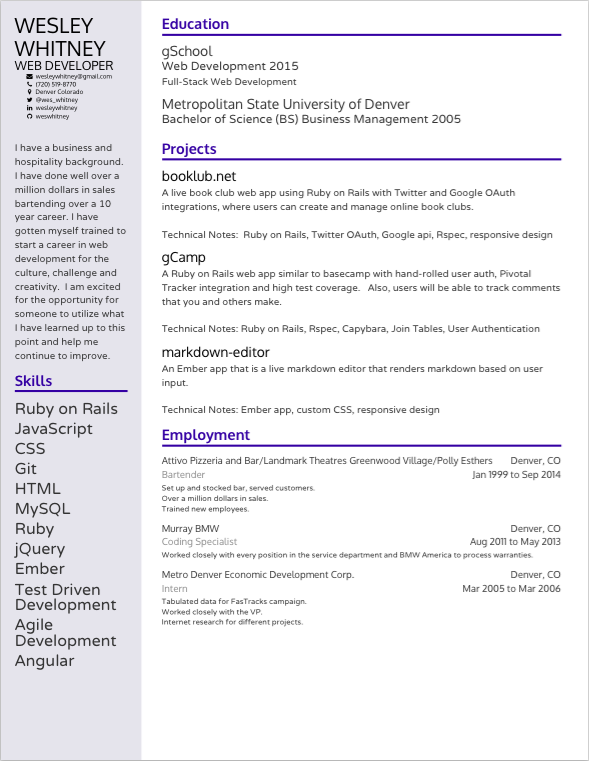 WESLEY
WHITNEY
WEB DEVELOPER
wesleywhitney@gmail.com
(720) 519-8770
Denver Colorado
@wes_whitney
wesleywhitney
weswhitney
I have a business and
hospitality background.
I have done well over a
million dollars in sales
bartending over a 10
year career. I have
gotten myself trained to
start a career in web
development for the
culture, challenge and
creativity. I am excited
for the opportunity for
someone to utilize what
I have learned up to this
point and help me
continue to improve.
Skills
Ruby on Rails
JavaScript
CSS
Git
HTML
MySQL
Ruby
jQuery
Ember
Test Driven
Development
Agile
Development
Angular
Education
gSchool
Web Development 2015
Full-Stack Web Development
Metropolitan State University of Denver
Bachelor of Science (BS) Business Management 2005
Projects
booklub.net
A live book club web app using Ruby on Rails with Twitter and Google OAuth
integrations, where users can create and manage online book clubs.
Technical Notes: Ruby on Rails, Twitter OAuth, Google api, Rspec, responsive design
gCamp
A Ruby on Rails web app similar to basecamp with hand-rolled user auth, Pivotal
Tracker integration and high test coverage. Also, users will be able to track comments
that you and others make.
Technical Notes: Ruby on Rails, Rspec, Capybara, Join Tables, User Authentication
markdown-editor
An Ember app that is a live markdown editor that renders markdown based on user
input.
Technical Notes: Ember app, custom CSS, responsive design
Employment
Attivo Pizzeria and Bar/Landmark Theatres Greenwood Village/Polly Esthers Denver, CO
Bartender Jan 1999 to Sep 2014
Set up and stocked bar, served customers.
Over a million dollars in sales.
Trained new employees.
Murray BMW Denver, CO
Coding Specialist Aug 2011 to May 2013
Worked closely with every position in the service department and BMW America to process warranties.
Metro Denver Economic Development Corp. Denver, CO
Intern Mar 2005 to Mar 2006
Tabulated data for FasTracks campaign.
Worked closely with the VP.
Internet research for different projects.